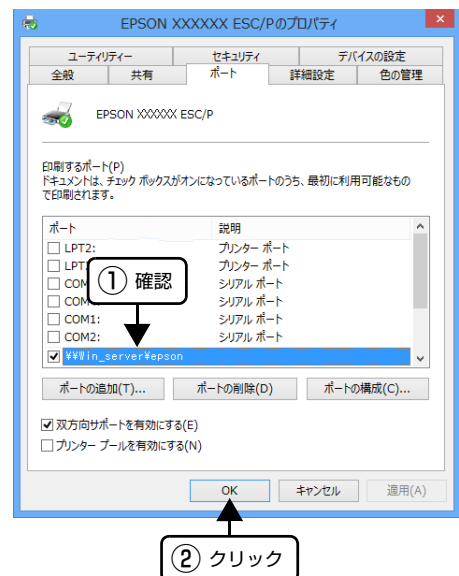 EPSON XXXXXX ESC/Pのプロパティ
ユーティリティー セキュリティ デバイスの設定
全般 共有 ポート 詳細設定 色の管理
EPSON XXXXXX ESC/P
印刷するポート(P)
ドキュメントは、チェック ボックスがオンになっているポートのうち、最初に利用可能なもの
で印刷されます。
ポート 説明
LPT2: プリンター ポート
LPT プリンター ポート
COM シリアル ポート
COM シリアル ポート
COM1: シリアル ポート
COM2: シリアル ポート
¥¥Win_server¥epson
① 確認
ポートの追加(T)... ポートの削除(D) ポートの構成(C)...
双方向サポートを有効にする(E)
プリンター プールを有効にする(N)
OK キャンセル 適用(A)
② クリック